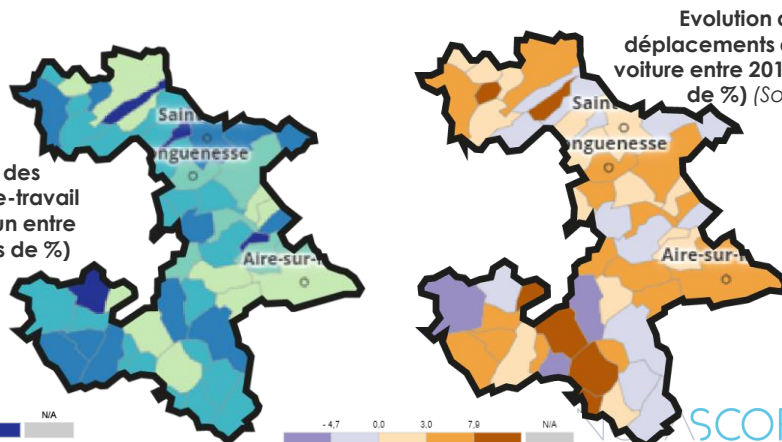 Evolution d
déplacements
voiture entre 201
de %) (So
des
e-travail
un entre
s de %)
Saint
nguenesse
Aire-sur-
N/A
Saint
nguenesse
Aire-sur-
- 4,7 0,0 3,0 7,9 N/A
SCO